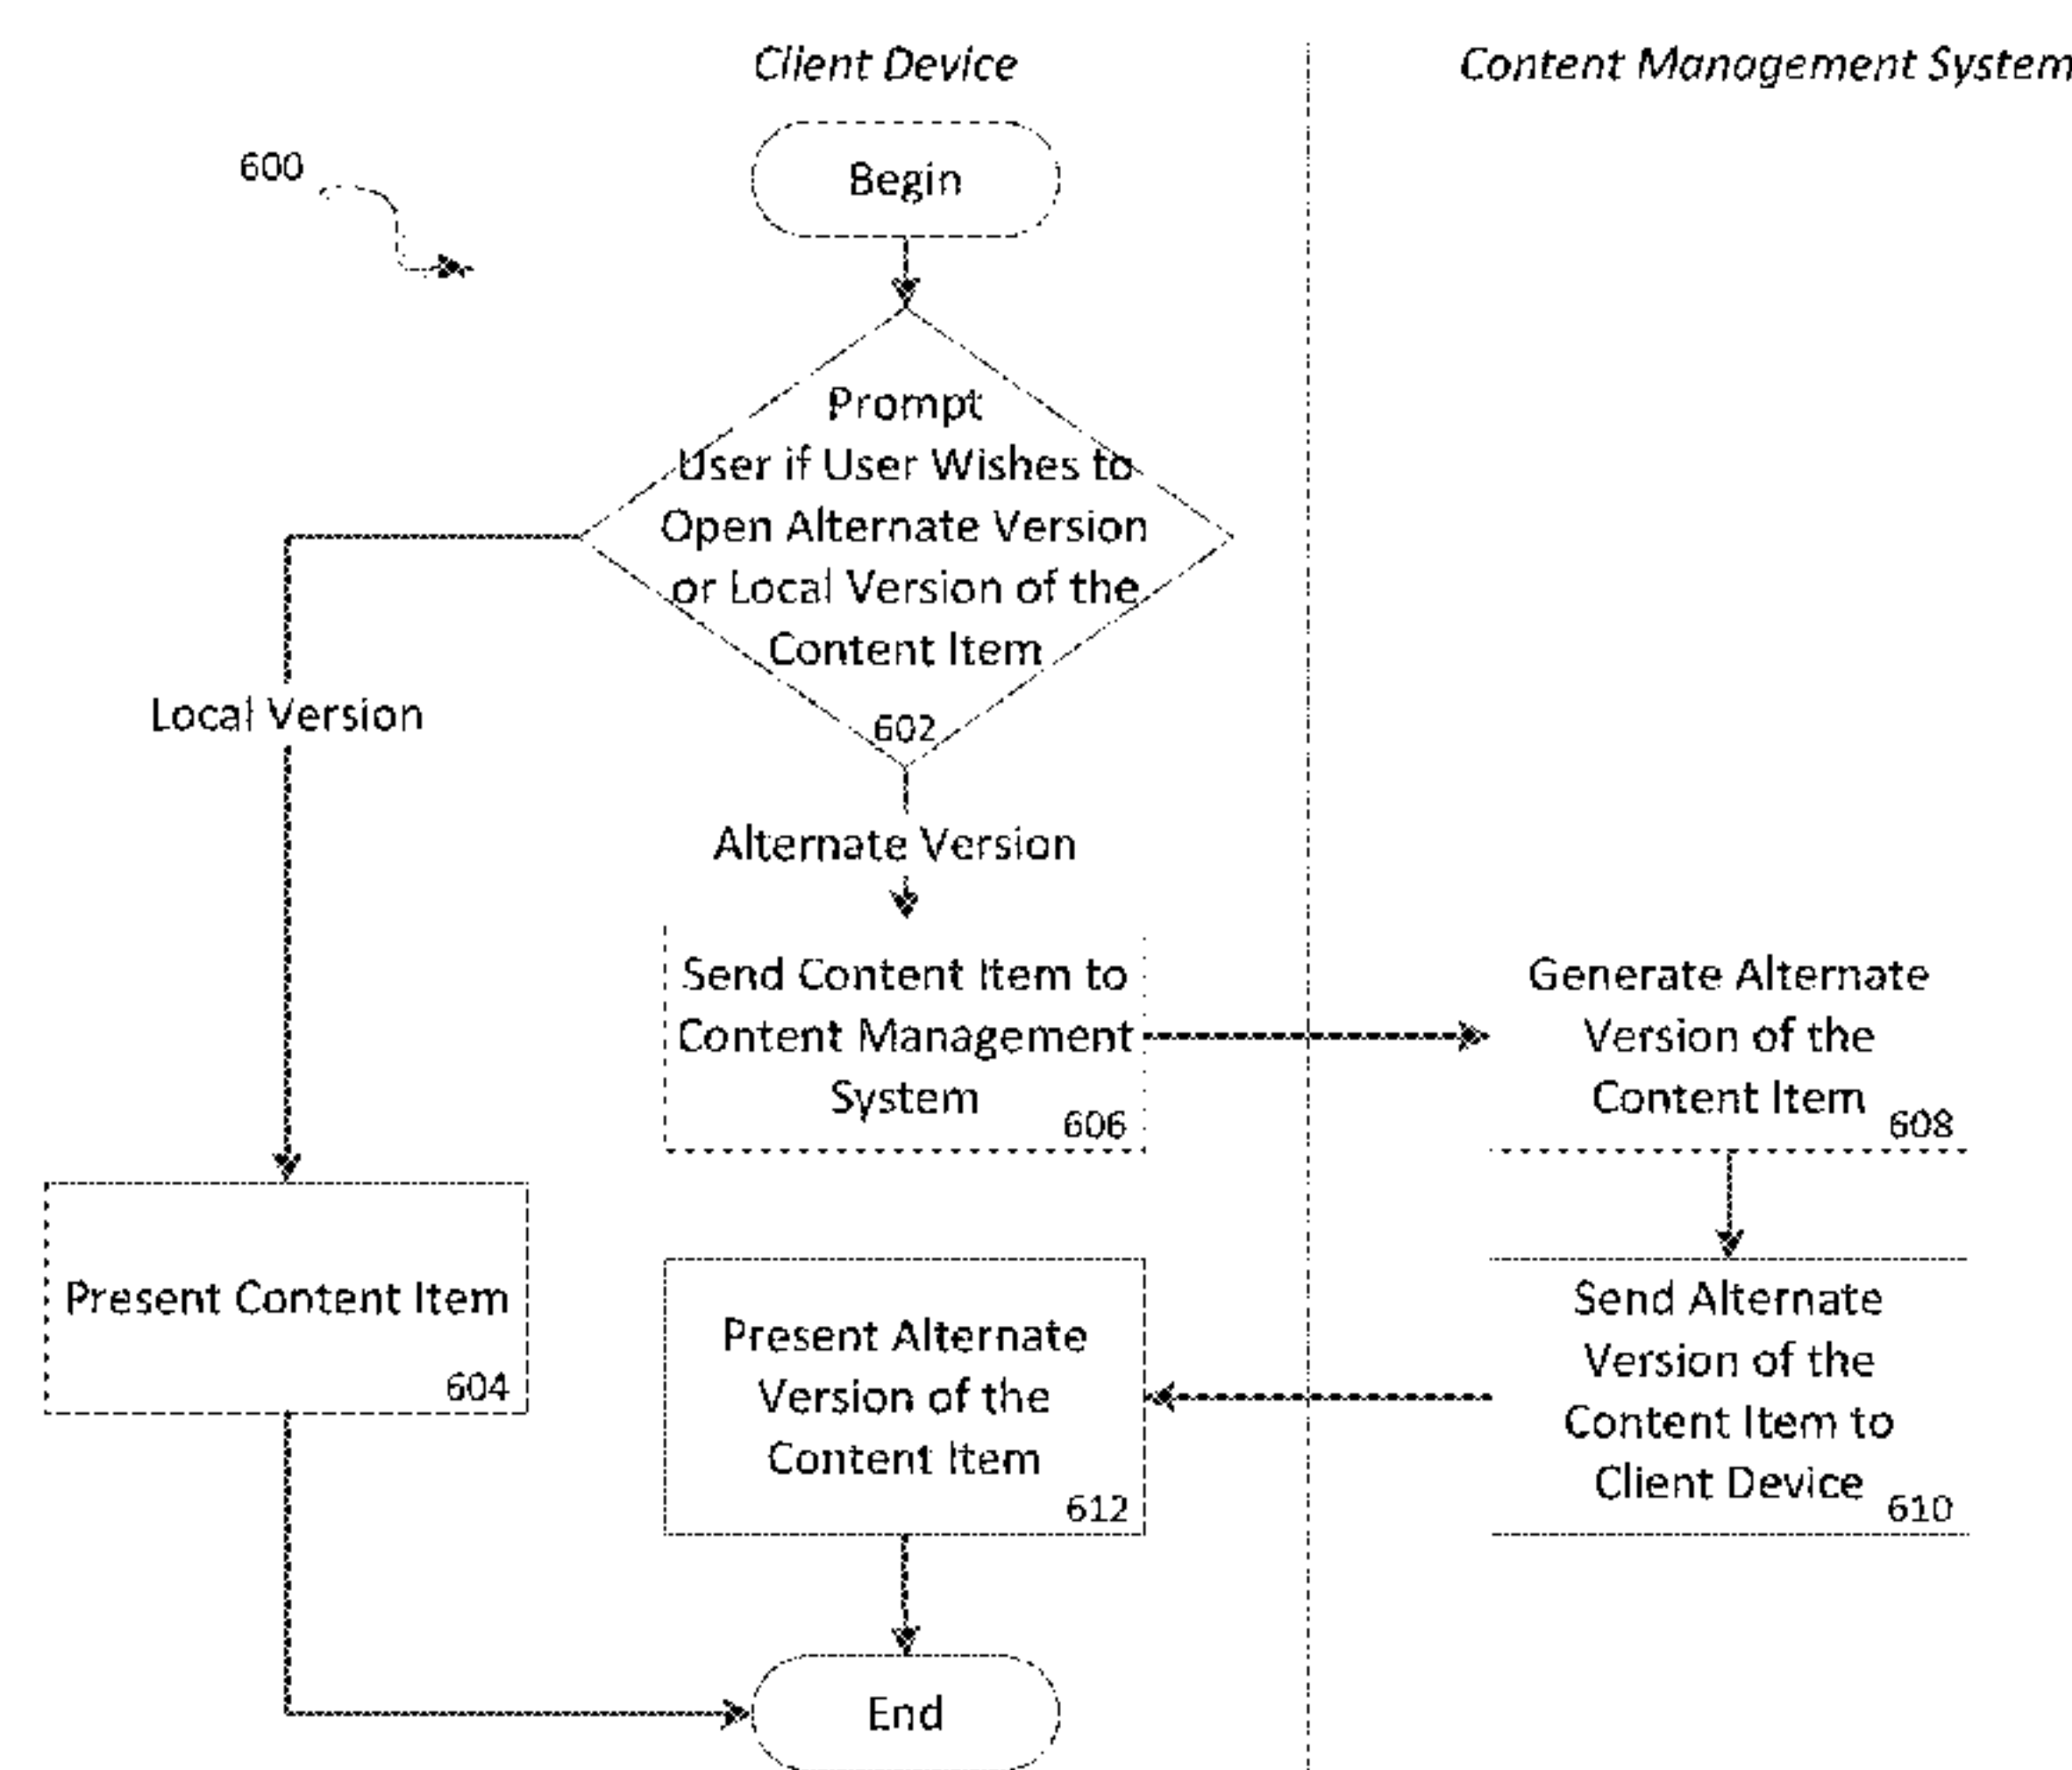 Client Device
Content Management System
600
Begin
Prompt
User if User Wishes to
Open Alternate Version
or Local Version of the
Content Item
602
Local Version
Alternate Version
Send Content Item to
Content Management
System
606
Generate Alternate
Version of the
Content Item
608
Present Content Item
604
Present Alternate
Version of the
Content Item
612
Send Alternate
Version of the
Content Item to
Client Device
610
End